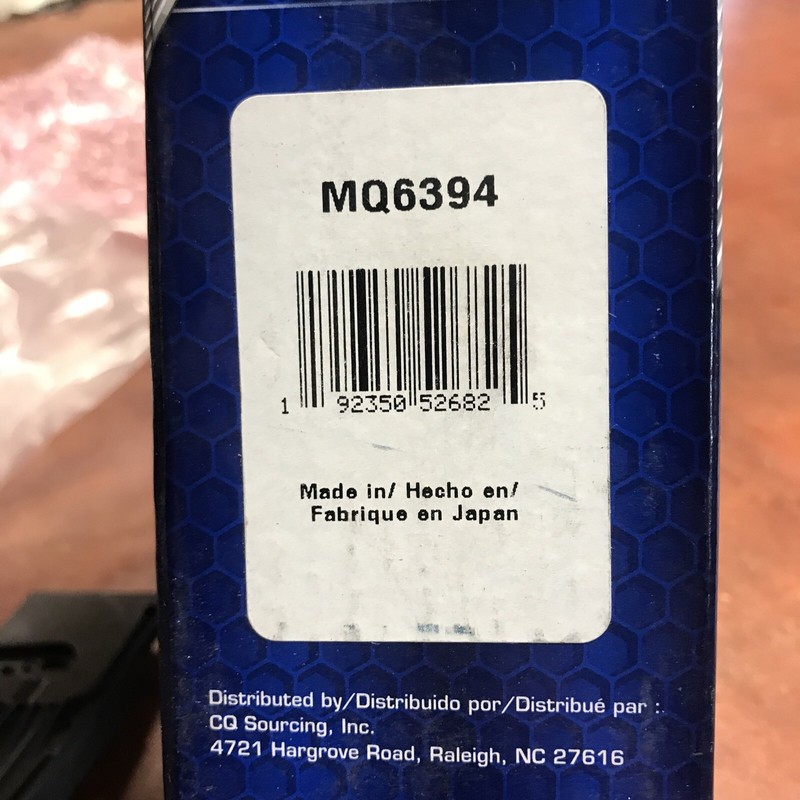 MQ6394
1 92350 52682 5
Made in/ Hecho en/
Fabrique en Japan
Distributed by/Distribuido por/Distribué par :
CQ Sourcing, Inc.
4721 Hargrove Road, Raleigh, NC 27616